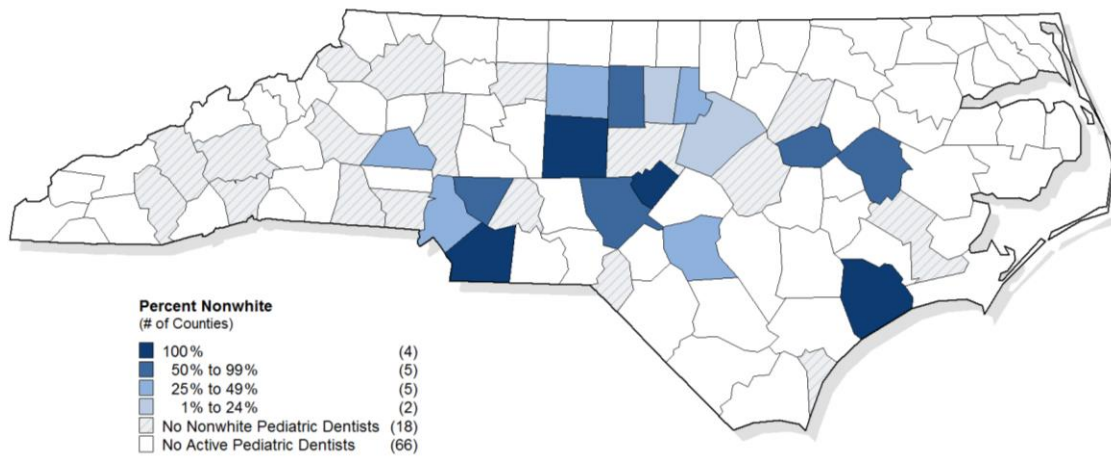 Percent Nonwhite
(# of Counties)
100% (4)
50% to 99% (5)
25% to 49% (5)
1% to 24% (2)
No Nonwhite Pediatric Dentists (18)
No Active Pediatric Dentists (66)